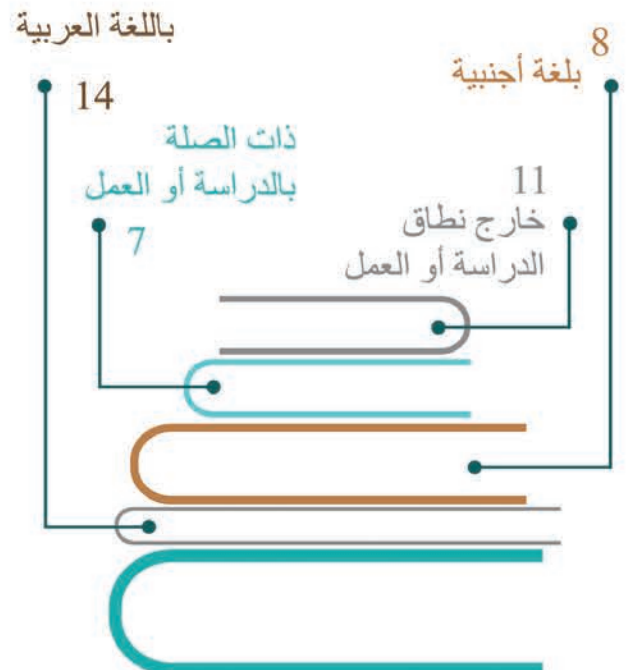 باللغة العربية
14
8
بلغة أجنبية
ذات الصلة
بالدراسة أو العمل
7
11
خارج نطاق
الدراسة أو العمل